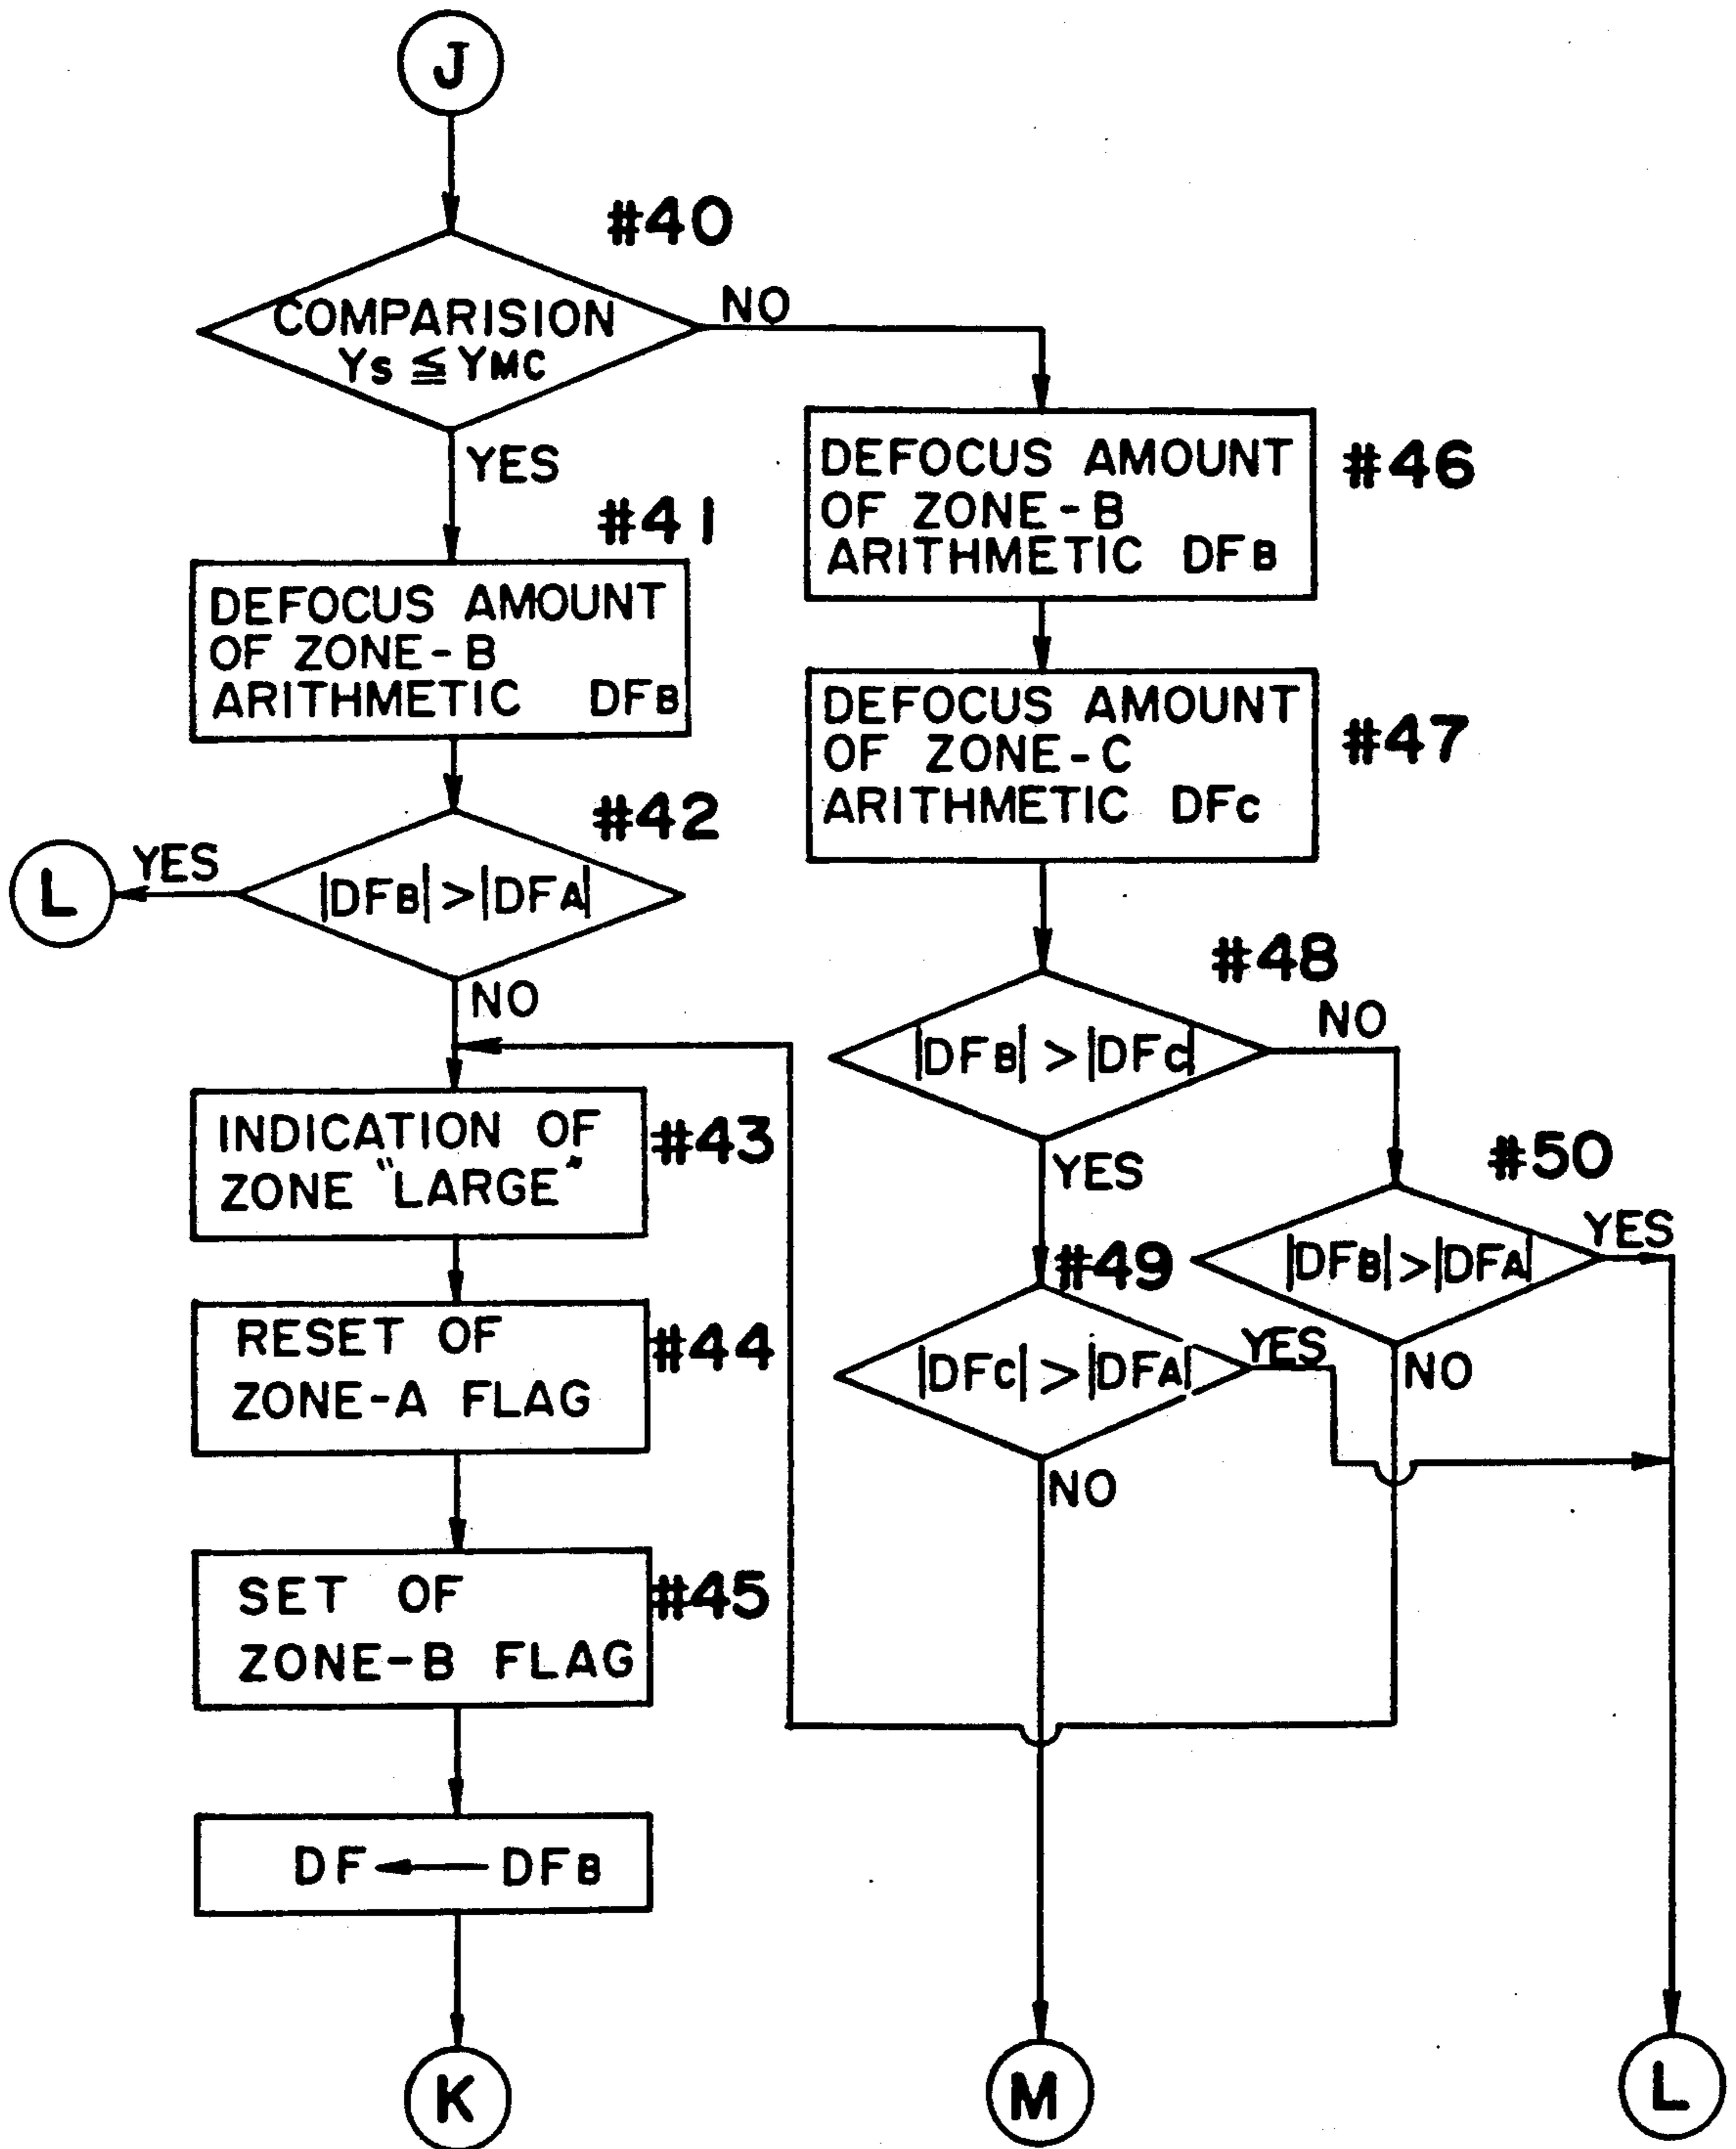 J
#40
COMPARISION
Ys ≦ YMC
NO
YES
#41
DEFOCUS AMOUNT
OF ZONE-B
ARITHMETIC DFB
#42
|DFB| > |DFA|
YES
L
NO
INDICATION OF
ZONE "LARGE"
#43
RESET OF
ZONE-A FLAG
#44
SET OF
ZONE-B FLAG
#45
DF ← DFB
K
DEFOCUS AMOUNT
OF ZONE-B
ARITHMETIC DFB
#46
DEFOCUS AMOUNT
OF ZONE-C
ARITHMETIC DFC
#47
#48
|DFB| > |DFC|
NO
YES
#49
|DFC| > |DFA|
YES
NO
M
#50
|DFB| > |DFA|
YES
NO
L